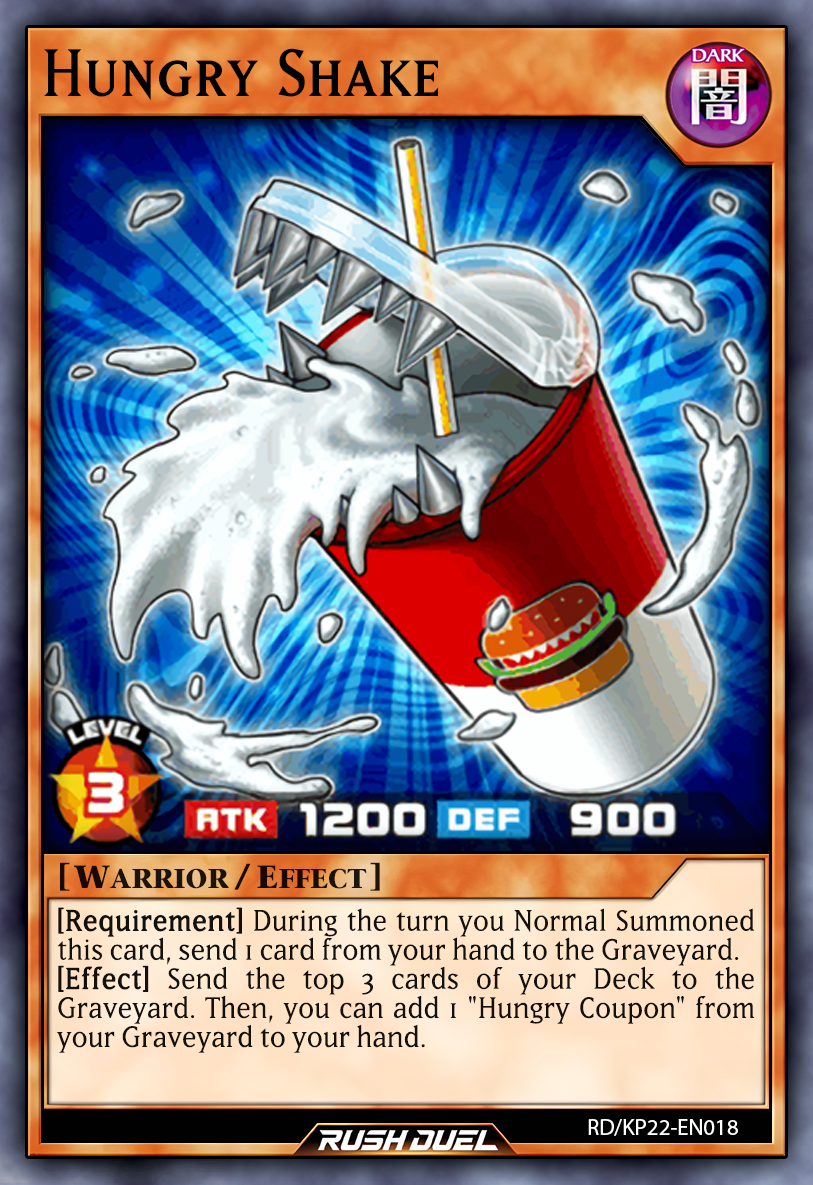 Hungry Shake
DARK
闇
LEVEL
3
ATK 1200 DEF 900
[Warrior / Effect]
[Requirement] During the turn you Normal Summoned
this card, send 1 card from your hand to the Graveyard.
[Effect] Send the top 3 cards of your Deck to the
Graveyard. Then, you can add 1 "Hungry Coupon" from
your Graveyard to your hand.
RD/KP22-EN018
RUSH DUEL